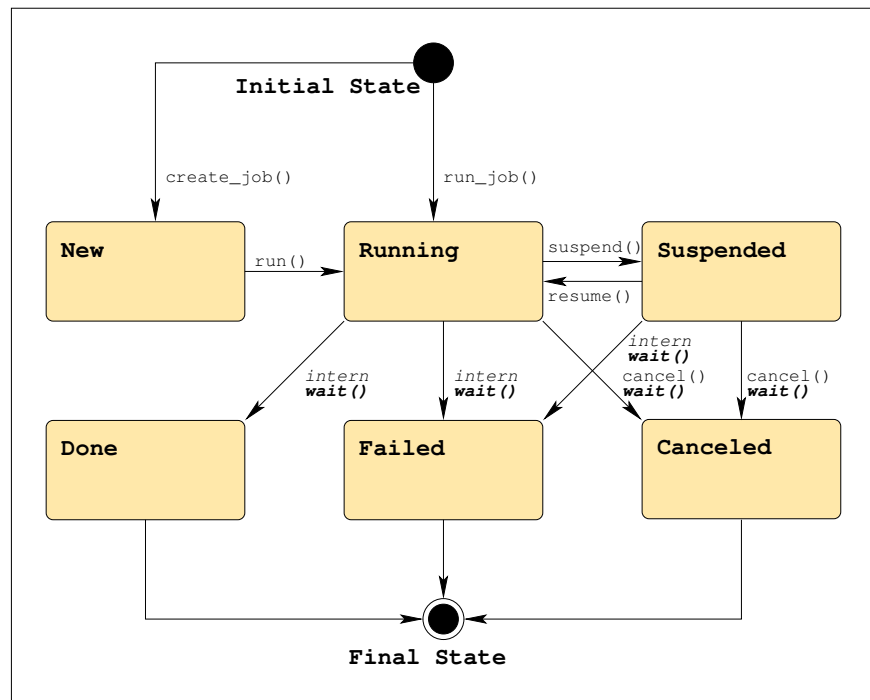 Initial State
create_job()
run_job()
New
run()
Running
suspend()
resume()
Suspended
intern
wait()
intern
wait()
intern
wait()
cancel()
wait()
cancel()
wait()
Done
Failed
Canceled
Final State